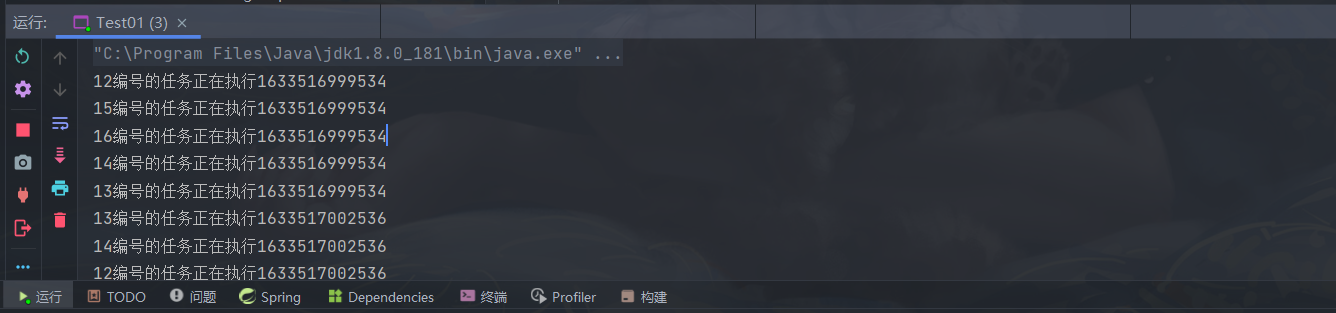 运行: Test01 (3) ×
"C:\Program Files\Java\jdk1.8.0_181\bin\java.exe" ...
12编号的任务正在执行1633516999534
15编号的任务正在执行1633516999534
16编号的任务正在执行1633516999534
14编号的任务正在执行1633516999534
13编号的任务正在执行1633516999534
13编号的任务正在执行1633517002536
14编号的任务正在执行1633517002536
12编号的任务正在执行1633517002536
运行 TODO 问题 Spring Dependencies 终端 Profiler 构建